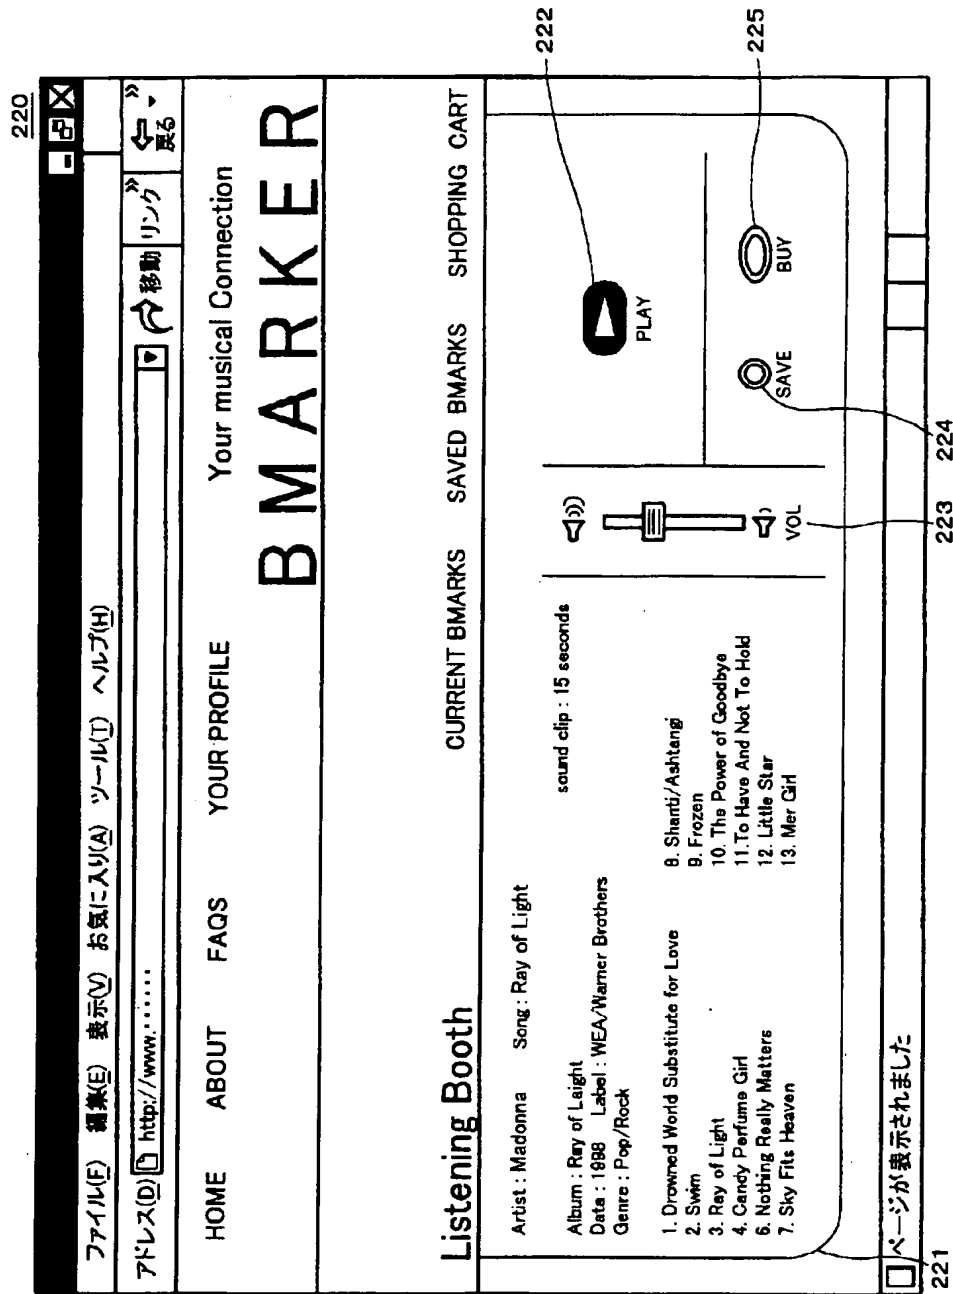 220
ファイル(F) 編集(E) 表示(V) お気に入り(A) ツール(T) ヘルプ(H)
アドレス(D) http://www.······ 移動 リンク » 戻る »
HOME ABOUT FAQS YOUR PROFILE Your musical Connection
BMARKER
CURRENT BMARKS SAVED BMARKS SHOPPING CART
Listening Booth
Artist : Madonna Song : Ray of Light
sound clip : 15 seconds
Album : Ray of Laight
Data : 1998 Label : WEA/Warner Brothers
Genre : Pop/Rock
1. Drowned World Substitute for Love
2. Swim
3. Ray of Light
4. Candy Perfume Girl
6. Nothing Really Matters
7. Sky Fits Heaven
8. Shanti/Ashtangi
9. Frozen
10. The Power of Goodbye
11.To Have And Not To Hold
12. Little Star
13. Mer Girl
VOL
PLAY
SAVE
BUY
ページが表示されました
221
222
223
224
225